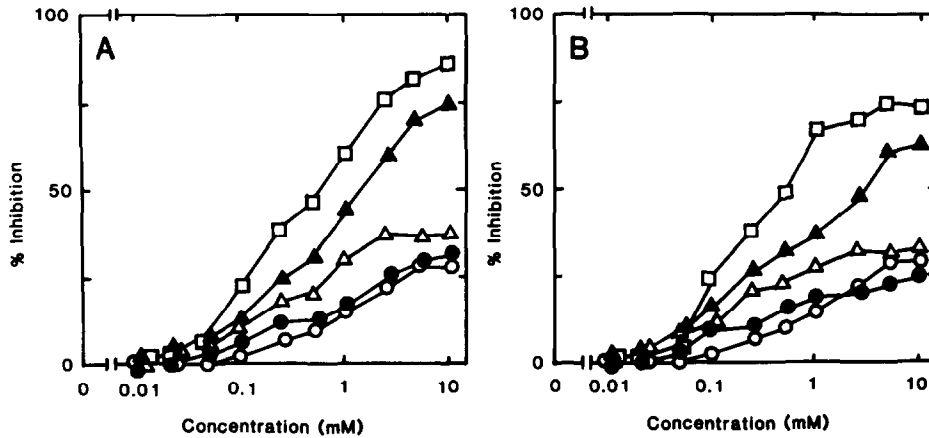 A
100
50
0
% Inhibition
0 0.01 0.1 1 10
Concentration (mM)
B
100
50
0
% Inhibition
0 0.01 0.1 1 10
Concentration (mM)